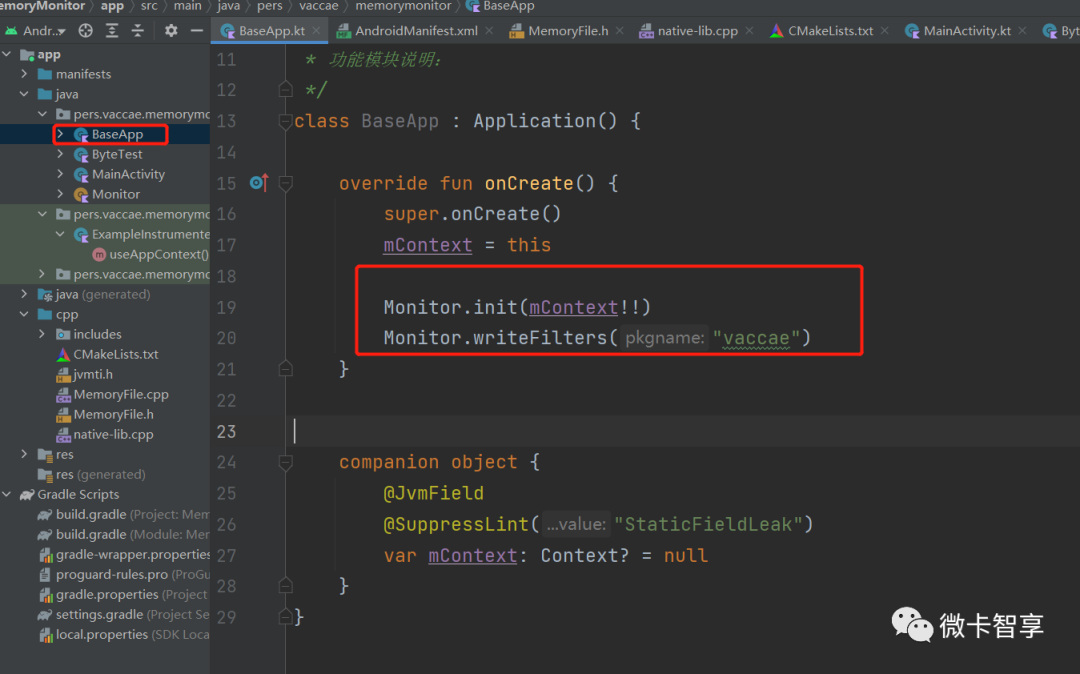 emoryMonitor app src main java pers vaccae memorymonitor BaseApp
Andr..
BaseApp.kt AndroidManifest.xml MemoryFile.h native-lib.cpp CMakeLists.txt MainActivity.kt Byt
app
manifests
java
pers.vaccae.memorymo
BaseApp
ByteTest
MainActivity
Monitor
pers.vaccae.memorymo
ExampleInstrumente
useAppContext()
pers.vaccae.memorymo
java (generated)
cpp
includes
CMakeLists.txt
jvmti.h
MemoryFile.cpp
MemoryFile.h
native-lib.cpp
res
res (generated)
Gradle Scripts
build.gradle (Project: Mem
build.gradle (Module: Mer
gradle-wrapper.properties
proguard-rules.pro (ProGu
gradle.properties (Project
settings.gradle (Project Se
local.properties (SDK Loca
11 * 功能模块说明:
12 */
13 class BaseApp : Application() {
14
15 override fun onCreate() {
16 super.onCreate()
17 mContext = this
18
19 Monitor.init(mContext!!)
20 Monitor.writeFilters( pkgname: "vaccae")
21 }
22
23
24 companion object {
25 @JvmField
26 @SuppressLint( ...value: "StaticFieldLeak")
27 var mContext: Context? = null
28 }
29 }
微卡智享